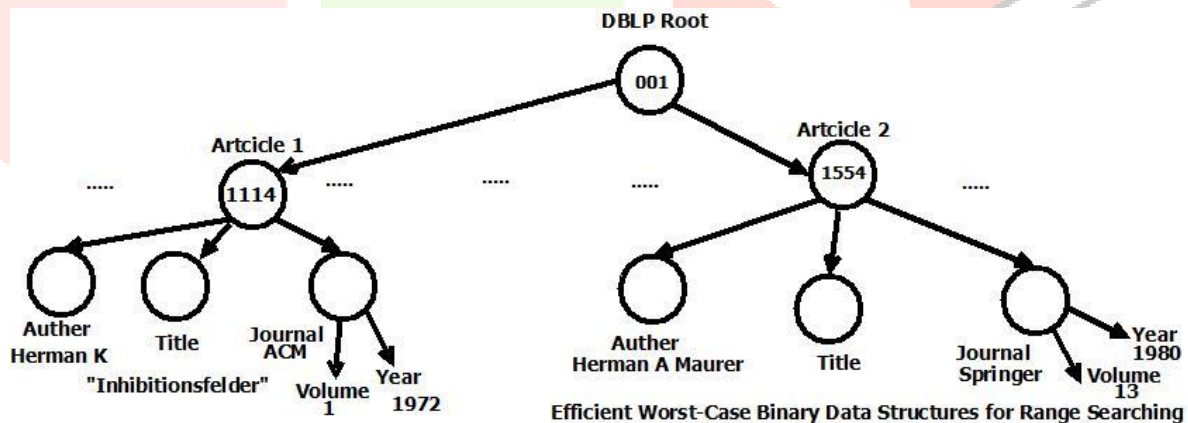 DBLP Root
001
Artcicle 1
Artcicle 2
1114
1554
.....
.....
.....
.....
.....
Auther
Herman K
Title
"Inhibitionsfelder"
Journal
ACM
Volume
1
Year
1972
Auther
Herman A Maurer
Title
Journal
Springer
Year
1980
Volume
13
Efficient Worst-Case Binary Data Structures for Range Searching